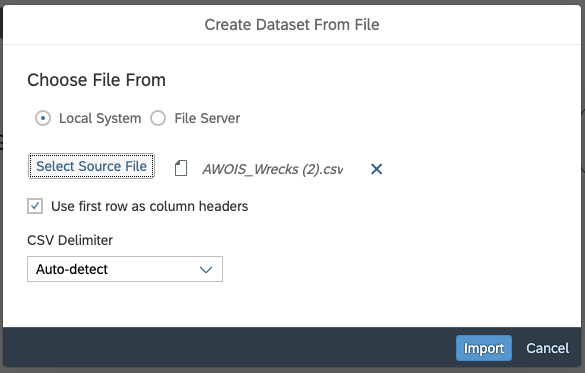 Create Dataset From File
Choose File From
Local System File Server
Select Source File AWOIS_Wrecks (2).csv
Use first row as column headers
CSV Delimiter
Auto-detect
Import Cancel